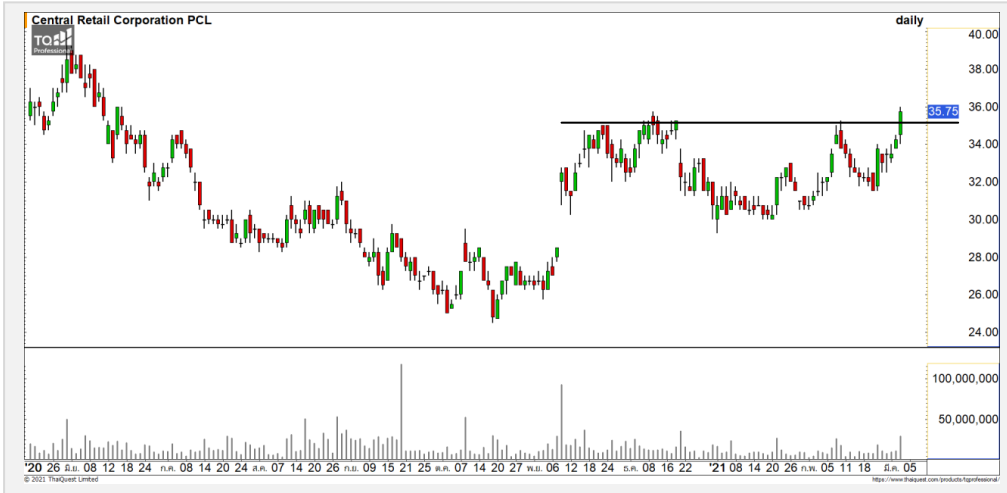 Central Retail Corporation PCL
daily
TQ
Professional
40.00
38.00
36.00
35.75
34.00
32.00
30.00
28.00
26.00
24.00
100,000,000
50,000,000
'20 26 มิ.ย. 08 12 18 24 ก.ค. 08 14 20 24 ส.ค. 07 14 20 26 ก.ย. 09 15 21 25 ต.ค. 07 14 20 27 พ.ย. 06 12 18 24 ธ.ค. 08 16 22 '21 08 14 20 26 ก.พ. 05 11 18 มี.ค. 05
© 2021 ThaiQuest Limited
https://www.thaiquest.com/products/tqprofessional/